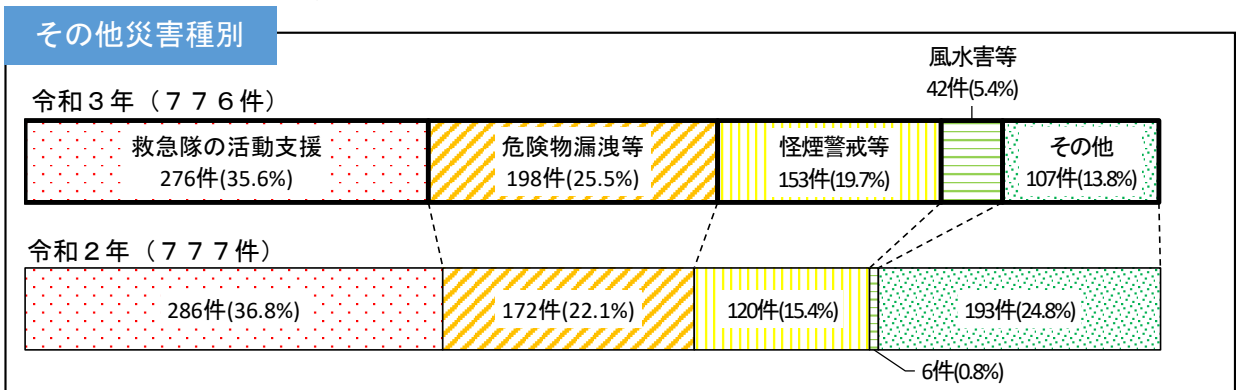 その他災害種別
風水害等
42件(5.4%)
令和３年（７７６件）
救急隊の活動支援
276件(35.6%)
危険物漏洩等
198件(25.5%)
怪煙警戒等
153件(19.7%)
その他
107件(13.8%)
令和２年（７７７件）
286件(36.8%)
172件(22.1%)
120件(15.4%)
193件(24.8%)
6件(0.8%)